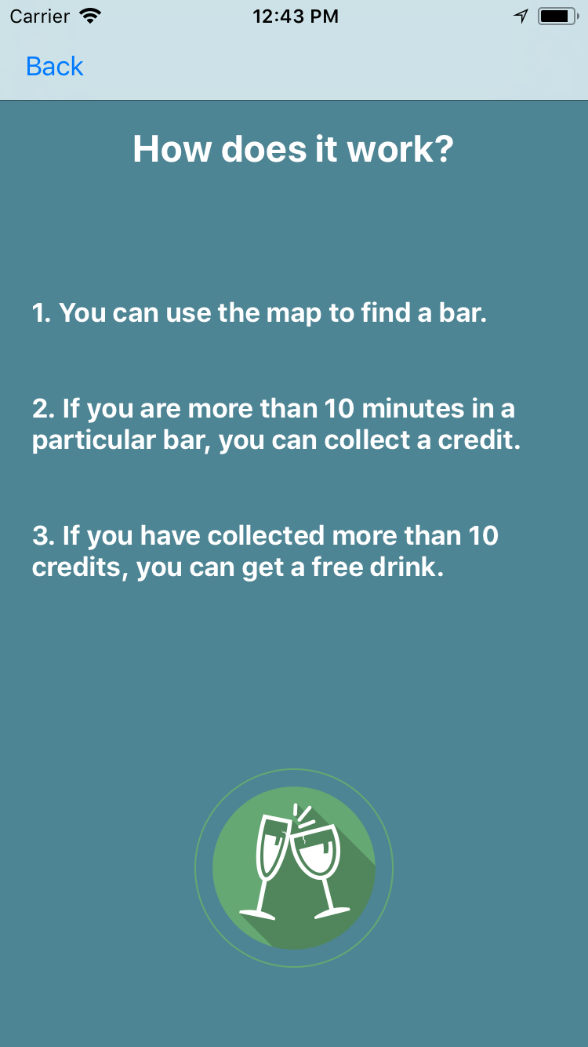 Carrier 12:43 PM
Back
How does it work?
1. You can use the map to find a bar.
2. If you are more than 10 minutes in a
particular bar, you can collect a credit.
3. If you have collected more than 10
credits, you can get a free drink.